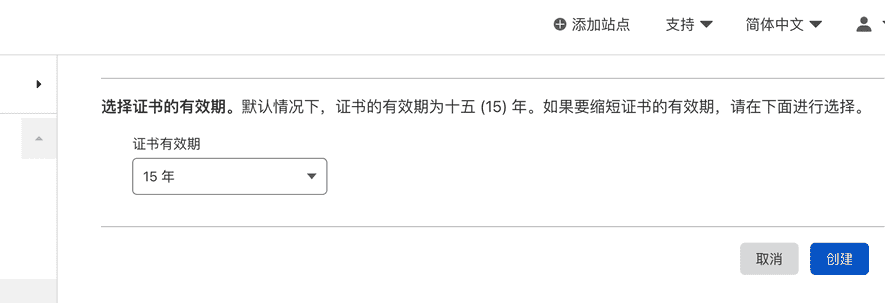 添加站点 支持 简体中文
选择证书的有效期。默认情况下，证书的有效期为十五 (15) 年。如果要缩短证书的有效期，请在下面进行选择。
证书有效期
15 年
取消 创建